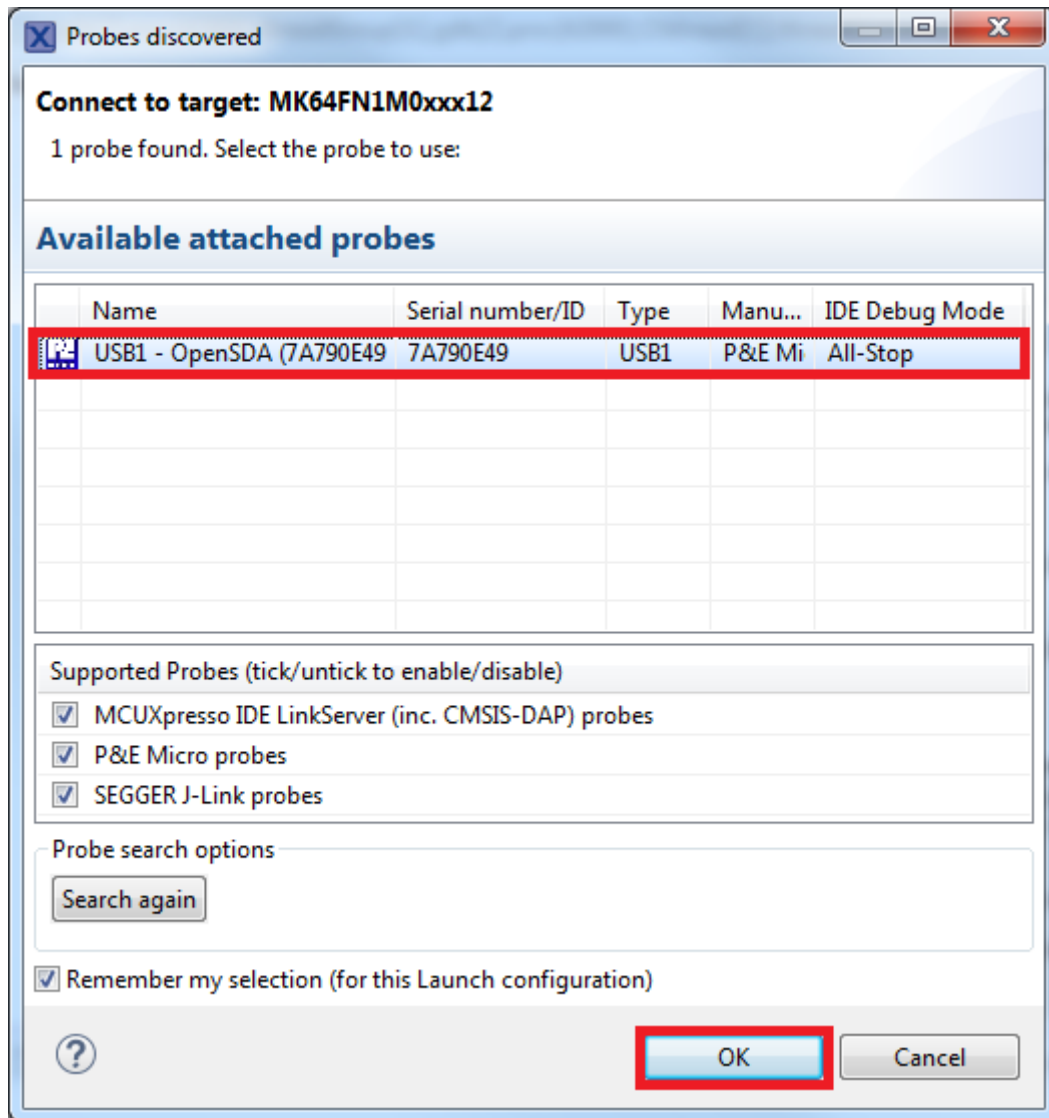 Probes discovered
Connect to target: MK64FN1M0xxx12
1 probe found. Select the probe to use:
Available attached probes
Name Serial number/ID Type Manu... IDE Debug Mode
USB1 - OpenSDA (7A790E49 7A790E49 USB1 P&E Mi All-Stop
Supported Probes (tick/untick to enable/disable)
MCUXpresso IDE LinkServer (inc. CMSIS-DAP) probes
P&E Micro probes
SEGGER J-Link probes
Probe search options
Search again
Remember my selection (for this Launch configuration)
OK Cancel